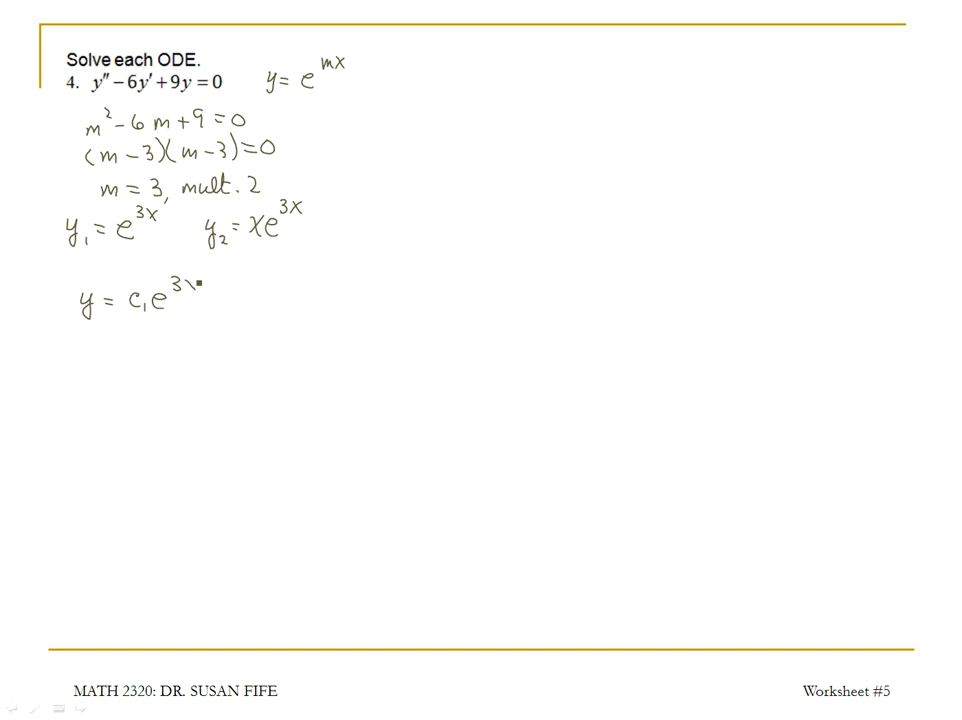 Solve each ODE.
4. y″ − 6y′ + 9y = 0 y = e^{mx}
m² − 6m + 9 = 0
(m − 3)(m − 3) = 0
m = 3, mult. 2
y₁ = e^{3x} y₂ = xe^{3x}
y = c₁e^{3
MATH 2320: DR. SUSAN FIFE Worksheet #5